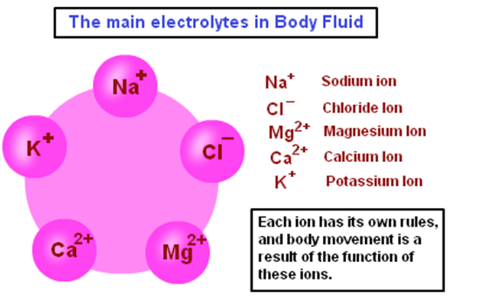 The main electrolytes in Body Fluid
Na⁺
K⁺
Cl⁻
Ca²⁺
Mg²⁺
Na⁺ Sodium ion
Cl⁻ Chloride Ion
Mg²⁺ Magnesium Ion
Ca²⁺ Calcium Ion
K⁺ Potassium Ion
Each ion has its own rules,
and body movement is a
result of the function of
these ions.